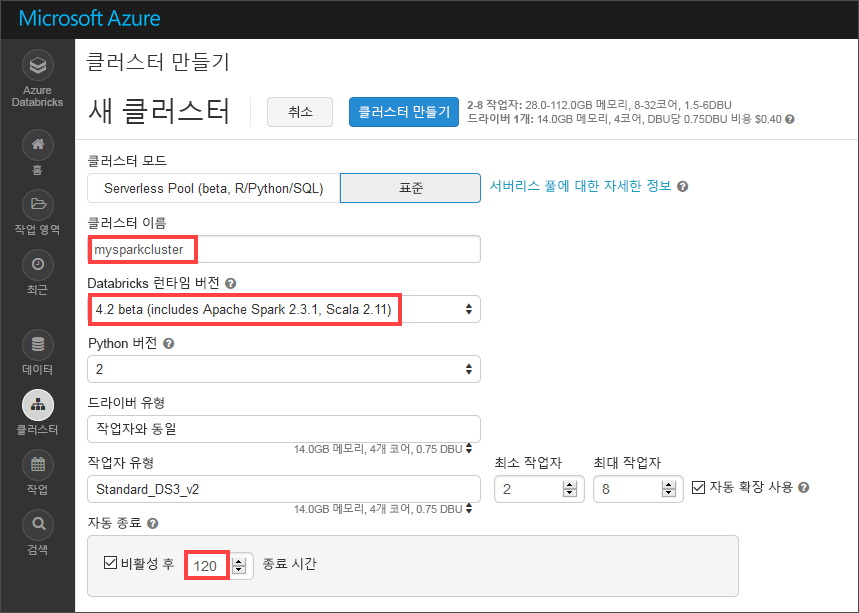 Microsoft Azure
Azure
Databricks
홈
작업 영역
최근
데이터
클러스터
작업
검색
클러스터 만들기
새 클러스터
취소
클러스터 만들기
2-8 작업자: 28.0-112.0GB 메모리, 8-32코어, 1.5-6DBU
드라이버 1개: 14.0GB 메모리, 4코어, DBU당 0.75DBU 비용 $0.40
클러스터 모드
Serverless Pool (beta, R/Python/SQL)
표준
서버리스 풀에 대한 자세한 정보
클러스터 이름
mysparkcluster
Databricks 런타임 버전
4.2 beta (includes Apache Spark 2.3.1, Scala 2.11)
Python 버전
2
드라이버 유형
작업자와 동일
14.0GB 메모리, 4개 코어, 0.75 DBU
작업자 유형
최소 작업자
최대 작업자
Standard_DS3_v2
2
8
자동 확장 사용
14.0GB 메모리, 4개 코어, 0.75 DBU
자동 종료
비활성 후 120 종료 시간